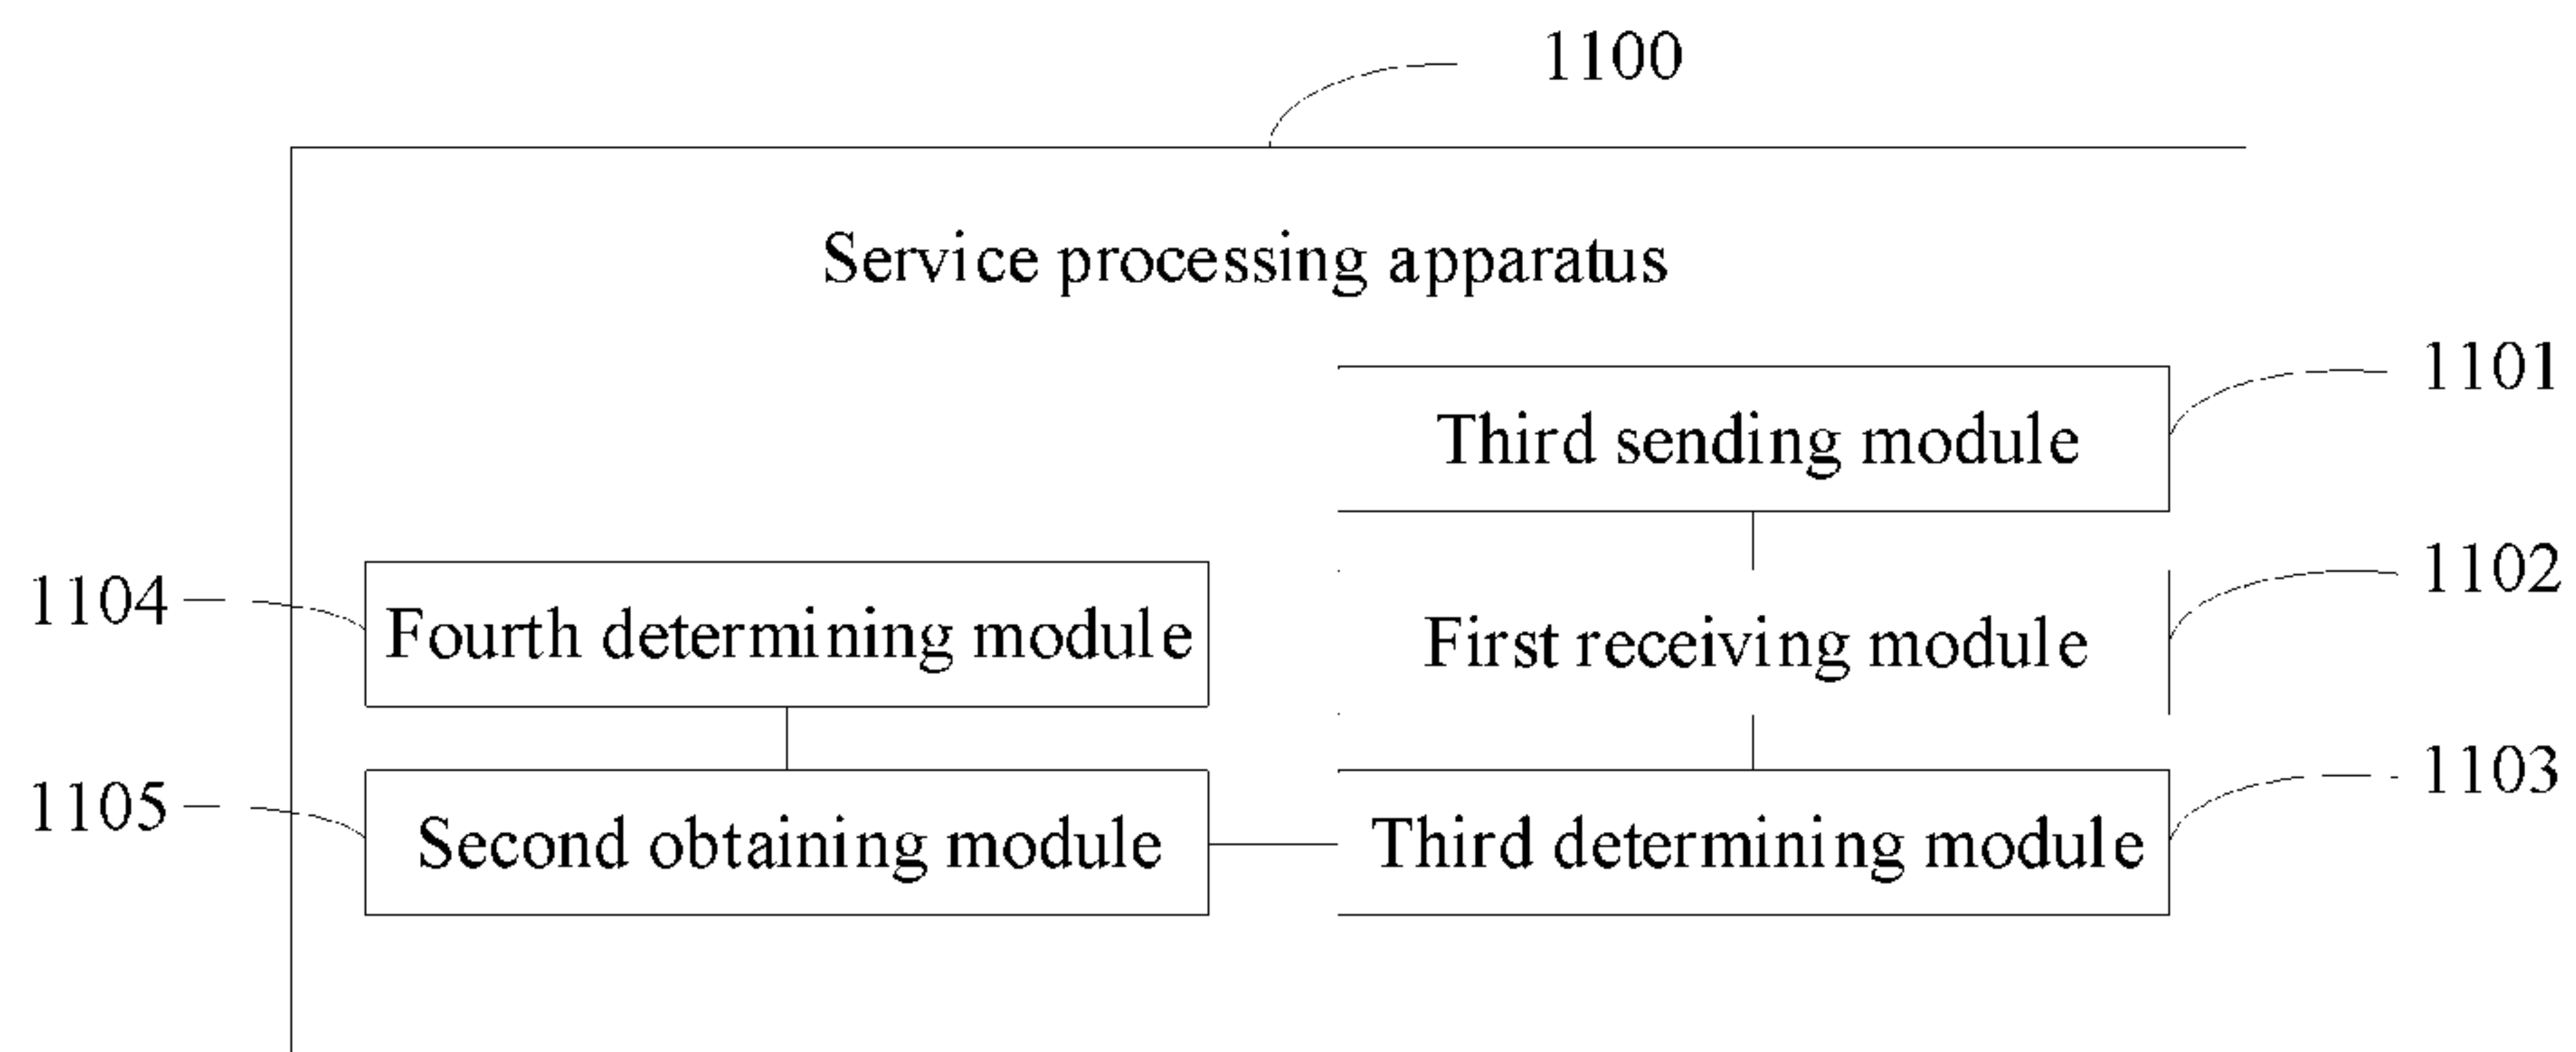 1100
Service processing apparatus
1101
Third sending module
1102
1104
Fourth determining module
First receiving module
1103
1105
Second obtaining module
Third determining module